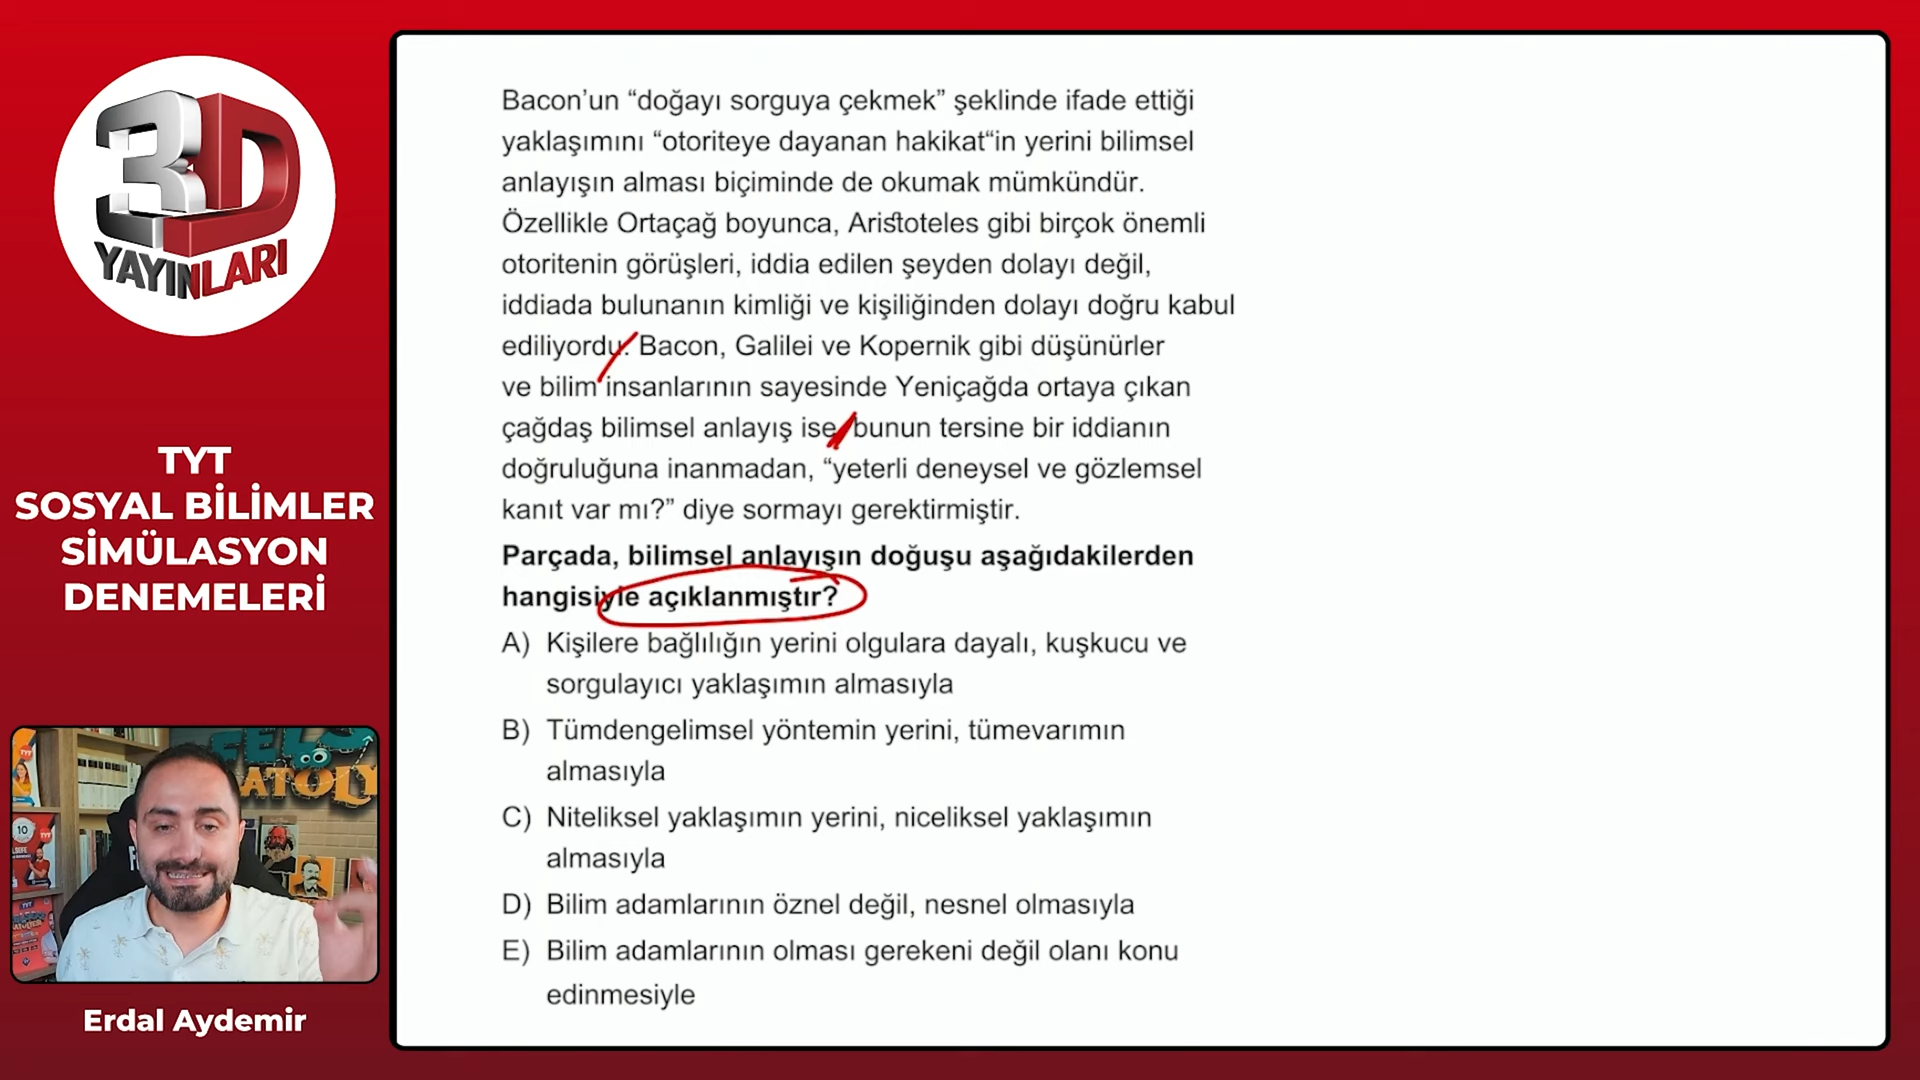 3D
YAYINLARI
TYT
SOSYAL BİLİMLER
SİMÜLASYON
DENEMELERİ
Erdal Aydemir
Bacon’un “doğayı sorguya çekmek” şeklinde ifade ettiği
yaklaşımını “otoriteye dayanan hakikat“in yerini bilimsel
anlayışın alması biçiminde de okumak mümkündür.
Özellikle Ortaçağ boyunca, Aristoteles gibi birçok önemli
otoritenin görüşleri, iddia edilen şeyden dolayı değil,
iddiada bulunanın kimliği ve kişiliğinden dolayı doğru kabul
ediliyordu. Bacon, Galilei ve Kopernik gibi düşünürler
ve bilim insanlarının sayesinde Yeniçağda ortaya çıkan
çağdaş bilimsel anlayış ise, bunun tersine bir iddianın
doğruluğuna inanmadan, “yeterli deneysel ve gözlemsel
kanıt var mı?” diye sormayı gerektirmiştir.
Parçada, bilimsel anlayışın doğuşu aşağıdakilerden
hangisiyle açıklanmıştır?
A) Kişilere bağlılığın yerini olgulara dayalı, kuşkucu ve
sorgulayıcı yaklaşımın almasıyla
B) Tümdengelimsel yöntemin yerini, tümevarımın
almasıyla
C) Niteliksel yaklaşımın yerini, niceliksel yaklaşımın
almasıyla
D) Bilim adamlarının öznel değil, nesnel olmasıyla
E) Bilim adamlarının olması gerekeni değil olanı konu
edinmesiyle